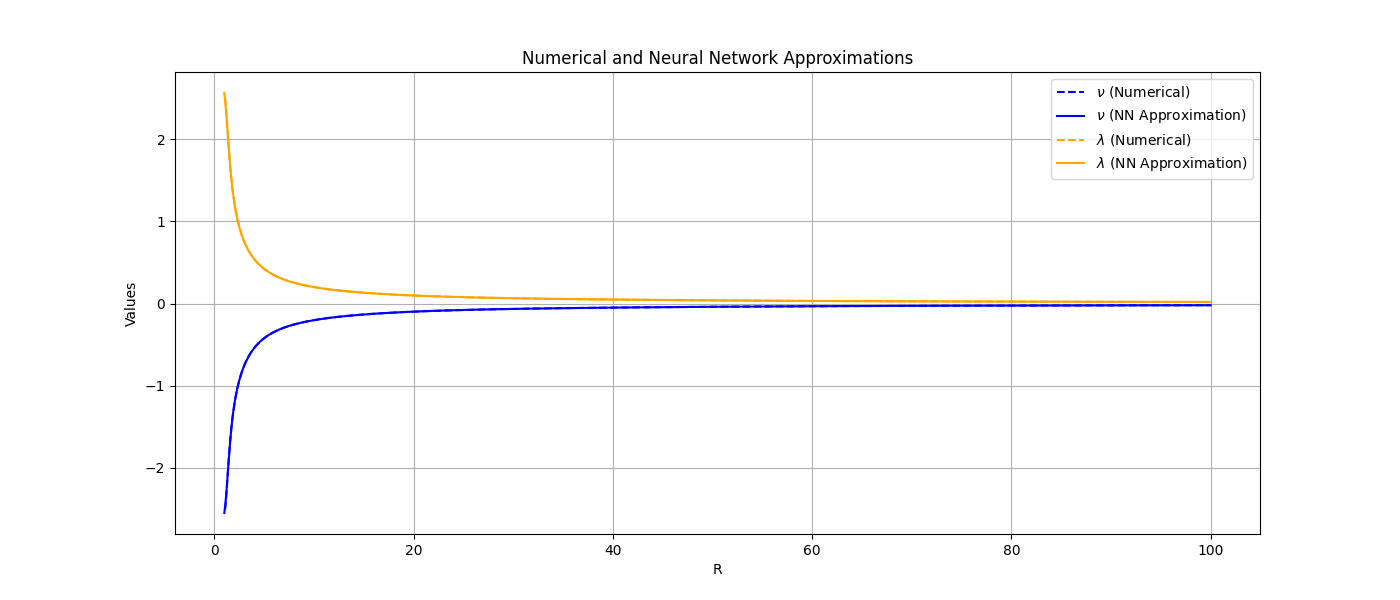 Numerical and Neural Network Approximations
ν (Numerical)
ν (NN Approximation)
λ (Numerical)
λ (NN Approximation)
Values
2
1
0
−1
−2
0 20 40 60 80 100
R